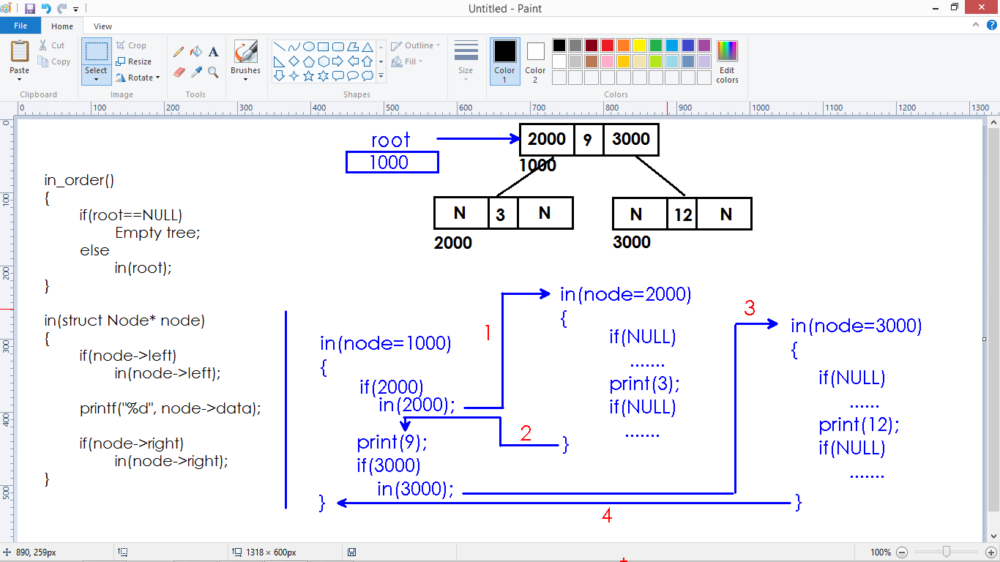 Untitled - Paint
File Home View
Paste
Cut
Copy
Clipboard
Select
Crop
Resize
Rotate
Image
Tools
Brushes
Shapes
Outline
Fill
Size
Color 1
Color 2
Colors
Edit colors
0 100 200 300 400 500 600 700 800 900 1000 1100 1200 1300
0
100
200
300
400
500
root
1000
2000 9 3000
1000
N 3 N
2000
N 12 N
3000
in_order()
{
if(root==NULL)
Empty tree;
else
in(root);
}
in(struct Node* node)
{
if(node->left)
in(node->left);
printf("%d", node->data);
if(node->right)
in(node->right);
}
in(node=1000)
{
if(2000)
in(2000);
print(9);
if(3000)
in(3000);
}
1
2
in(node=2000)
{
if(NULL)
.......
print(3);
if(NULL)
.......
}
3
4
in(node=3000)
{
if(NULL)
......
print(12);
if(NULL)
.......
}
890, 259px
1318 × 600px
100%